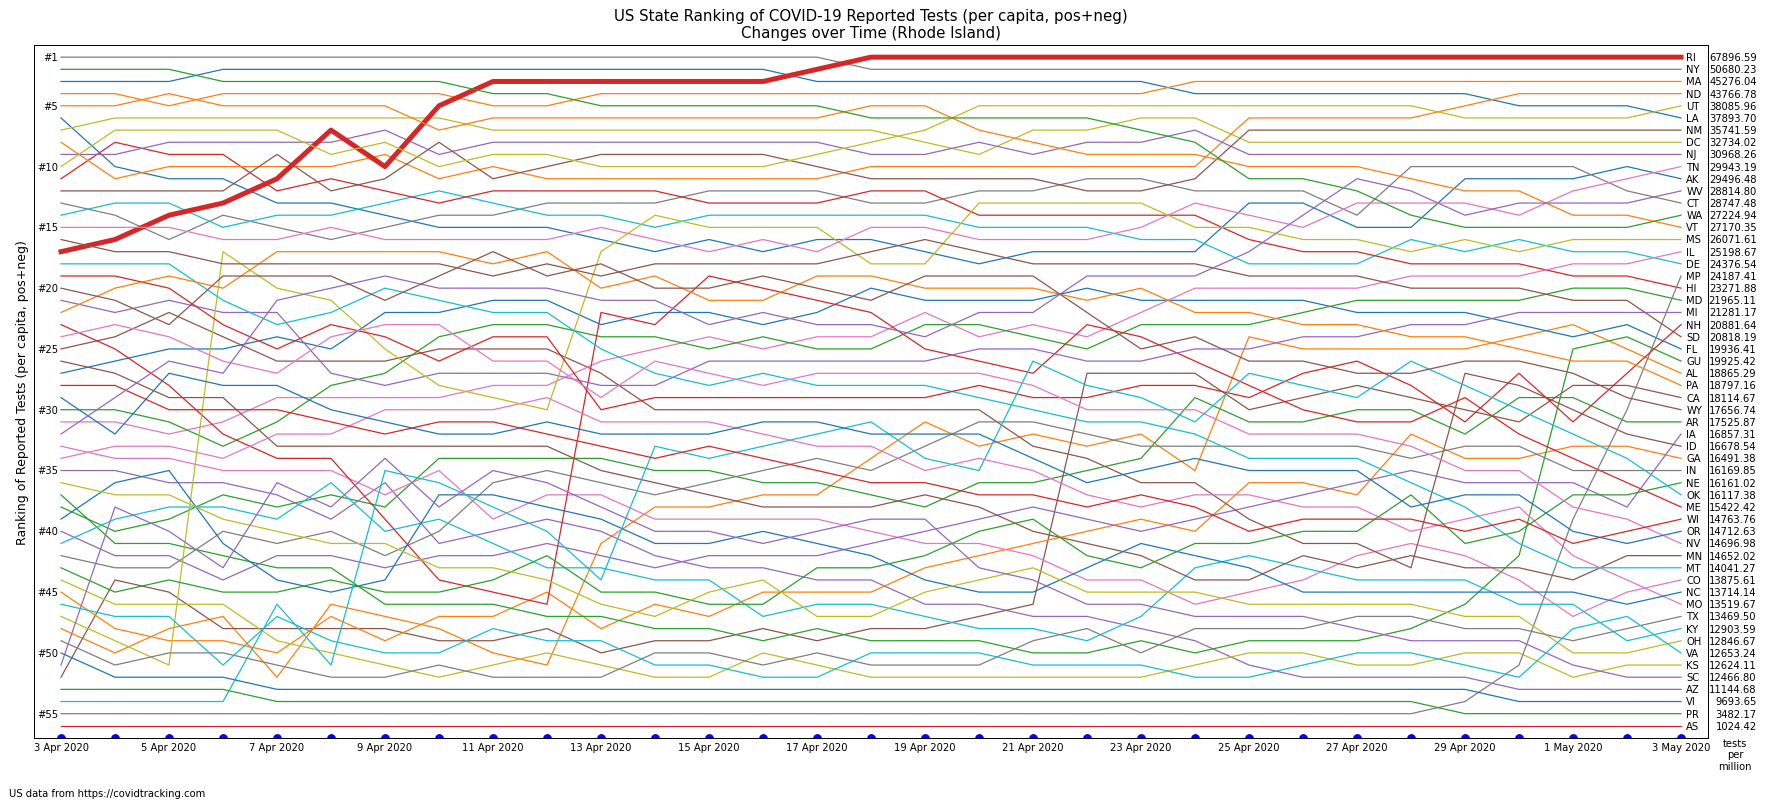 US State Ranking of COVID-19 Reported Tests (per capita, pos+neg)
Changes over Time (Rhode Island)
Ranking of Reported Tests (per capita, pos+neg)
#1
#5
#10
#15
#20
#25
#30
#35
#40
#45
#50
#55
RI 67896.59
NY 50680.23
MA 45276.04
ND 43766.78
UT 38085.96
LA 37893.70
NM 35741.59
DC 32734.02
NJ 30968.26
TN 29943.19
AK 29496.48
WV 28814.80
CT 28747.48
WA 27224.94
VT 27170.35
MS 26071.61
IL 25198.67
DE 24376.54
MP 24187.41
HI 23271.88
MD 21965.11
MI 21281.17
NH 20881.64
SD 20818.19
FL 19936.41
GU 19925.42
AL 18865.29
PA 18797.16
CA 18114.67
WY 17656.74
AR 17525.87
IA 16857.31
ID 16678.54
GA 16491.38
IN 16169.85
NE 16161.02
OK 16117.38
ME 15422.42
WI 14763.76
OR 14712.63
NV 14696.98
MN 14652.02
MT 14041.27
CO 13875.61
NC 13714.14
MO 13519.67
TX 13469.50
KY 12903.59
OH 12846.67
VA 12653.24
KS 12624.11
SC 12466.80
AZ 11144.68
VI 9693.65
PR 3482.17
AS 1024.42
3 Apr 2020
5 Apr 2020
7 Apr 2020
9 Apr 2020
11 Apr 2020
13 Apr 2020
15 Apr 2020
17 Apr 2020
19 Apr 2020
21 Apr 2020
23 Apr 2020
25 Apr 2020
27 Apr 2020
29 Apr 2020
1 May 2020
3 May 2020
tests
per
million
US data from https://covidtracking.com